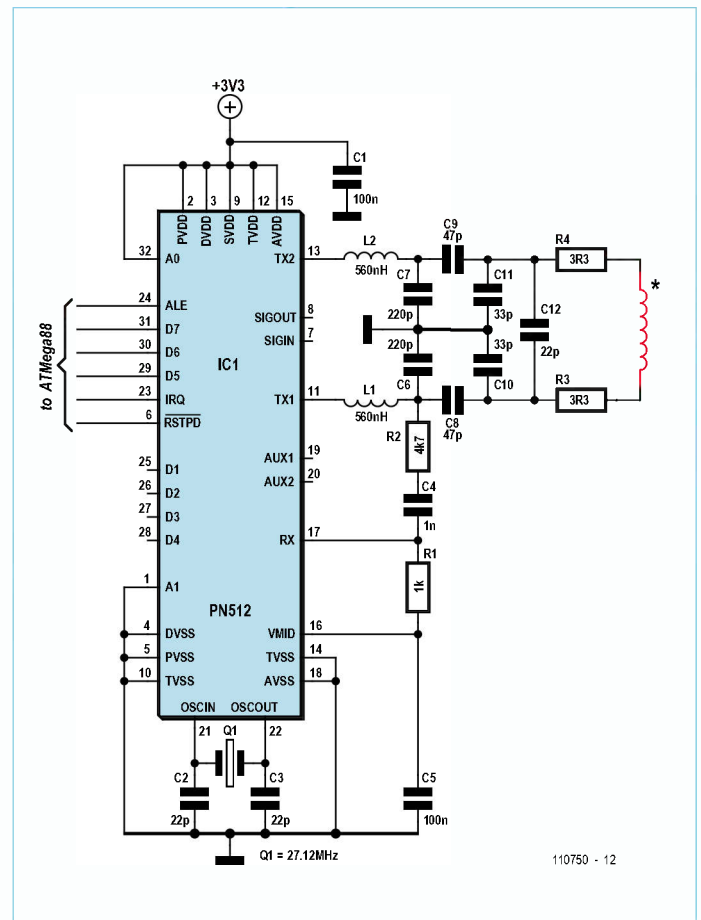 +3V3
C1
100n
2 3 9 12 15
PVDD DVDD SVDD TVDD AVDD
32 A0
TX2 13
L2
560nH
C9
47p
R4
3R3
*
C7
220p
C11
33p
C12
22p
to ATMega88
24 ALE
31 D7
30 D6
29 D5
23 IRQ
6 RSTPD
SIGOUT 8
SIGIN 7
IC1
220p
C6
33p
C10
TX1 11
L1
560nH
C8
47p
R3
3R3
R2
4k7
AUX1 19
AUX2 20
25 D1
26 D2
27 D3
28 D4
C4
1n
RX 17
R1
1k
1 A1
PN512
4 DVSS
5 PVSS
10 TVSS
VMID 16
TVSS 14
AVSS 18
OSCIN OSCOUT
21 22
Q1
C2
22p
C3
22p
C5
100n
Q1 = 27.12MHz
110750 - 12